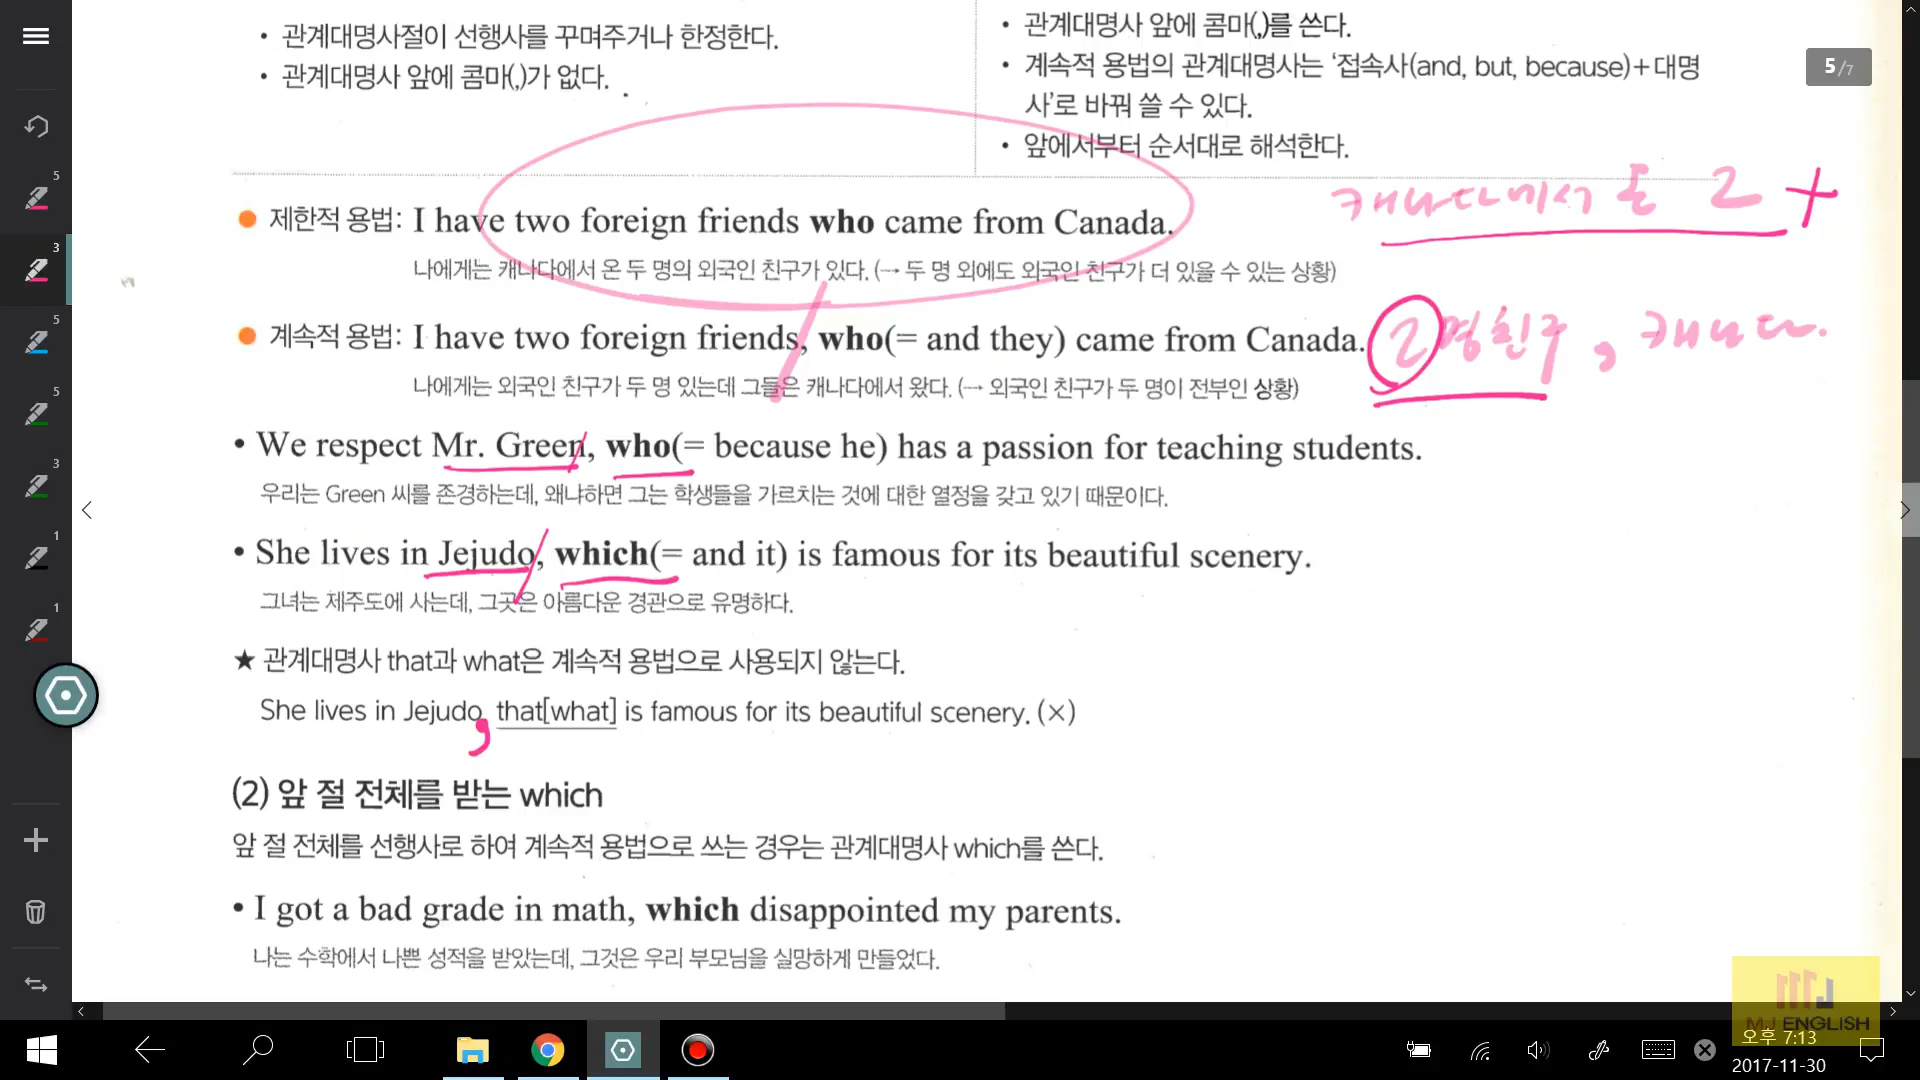 • 관계대명사절이 선행사를 꾸며주거나 한정한다.
• 관계대명사 앞에 콤마(,)가 없다.
• 관계대명사 앞에 콤마(,)를 쓴다.
• 계속적 용법의 관계대명사는 '접속사(and, but, because)+대명
사'로 바꿔 쓸 수 있다.
• 앞에서부터 순서대로 해석한다.
5/7
제한적 용법: I have two foreign friends who came from Canada.
캐나다에서 온 2 +
나에게는 캐나다에서 온 두 명의 외국인 친구가 있다. (→ 두 명 외에도 외국인 친구가 더 있을 수 있는 상황)
계속적 용법: I have two foreign friends, who(= and they) came from Canada.
2명친구, 캐나다.
나에게는 외국인 친구가 두 명 있는데 그들은 캐나다에서 왔다. (→ 외국인 친구가 두 명이 전부인 상황)
• We respect Mr. Green, who(= because he) has a passion for teaching students.
우리는 Green 씨를 존경하는데, 왜냐하면 그는 학생들을 가르치는 것에 대한 열정을 갖고 있기 때문이다.
• She lives in Jejudo, which(= and it) is famous for its beautiful scenery.
그녀는 제주도에 사는데, 그곳은 아름다운 경관으로 유명하다.
★ 관계대명사 that과 what은 계속적 용법으로 사용되지 않는다.
She lives in Jejudo, that[what] is famous for its beautiful scenery. (×)
(2) 앞 절 전체를 받는 which
앞 절 전체를 선행사로 하여 계속적 용법으로 쓰는 경우는 관계대명사 which를 쓴다.
• I got a bad grade in math, which disappointed my parents.
나는 수학에서 나쁜 성적을 받았는데, 그것은 우리 부모님을 실망하게 만들었다.
5
3
5
5
3
1
1
MJ ENGLISH
오후 7:13
2017-11-30